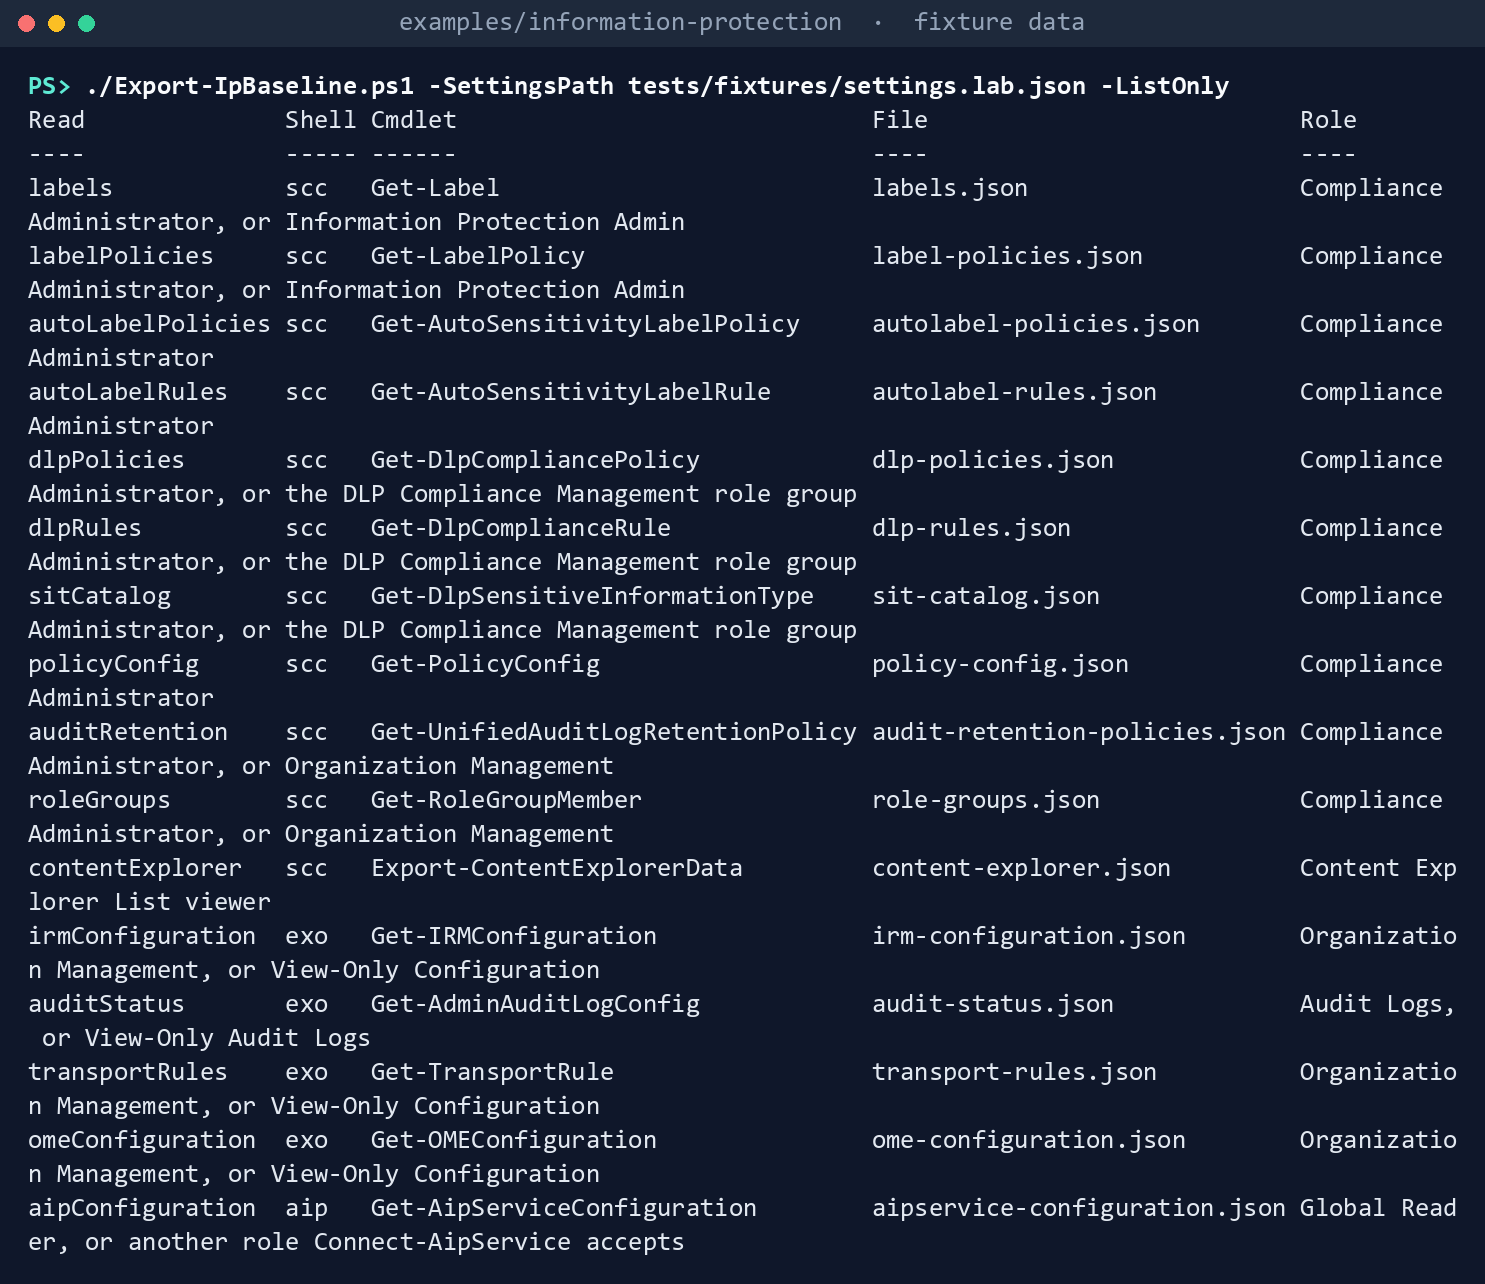 examples/information-protection  ·  fixture data
PS> ./Export-IpBaseline.ps1 -SettingsPath tests/fixtures/settings.lab.json -ListOnly
Read              Shell Cmdlet                             File                          Role
----              ----- ------                             ----                          ----
labels            scc   Get-Label                          labels.json                   Compliance
Administrator, or Information Protection Admin
labelPolicies     scc   Get-LabelPolicy                    label-policies.json           Compliance
Administrator, or Information Protection Admin
autoLabelPolicies scc   Get-AutoSensitivityLabelPolicy     autolabel-policies.json       Compliance
Administrator
autoLabelRules    scc   Get-AutoSensitivityLabelRule       autolabel-rules.json          Compliance
Administrator
dlpPolicies       scc   Get-DlpCompliancePolicy            dlp-policies.json             Compliance
Administrator, or the DLP Compliance Management role group
dlpRules          scc   Get-DlpComplianceRule              dlp-rules.json                Compliance
Administrator, or the DLP Compliance Management role group
sitCatalog        scc   Get-DlpSensitiveInformationType    sit-catalog.json              Compliance
Administrator, or the DLP Compliance Management role group
policyConfig      scc   Get-PolicyConfig                   policy-config.json            Compliance
Administrator
auditRetention    scc   Get-UnifiedAuditLogRetentionPolicy audit-retention-policies.json Compliance
Administrator, or Organization Management
roleGroups        scc   Get-RoleGroupMember                role-groups.json              Compliance
Administrator, or Organization Management
contentExplorer   scc   Export-ContentExplorerData         content-explorer.json         Content Exp
lorer List viewer
irmConfiguration  exo   Get-IRMConfiguration               irm-configuration.json        Organizatio
n Management, or View-Only Configuration
auditStatus       exo   Get-AdminAuditLogConfig            audit-status.json             Audit Logs,
 or View-Only Audit Logs
transportRules    exo   Get-TransportRule                  transport-rules.json          Organizatio
n Management, or View-Only Configuration
omeConfiguration  exo   Get-OMEConfiguration               ome-configuration.json        Organizatio
n Management, or View-Only Configuration
aipConfiguration  aip   Get-AipServiceConfiguration        aipservice-configuration.json Global Read
er, or another role Connect-AipService accepts